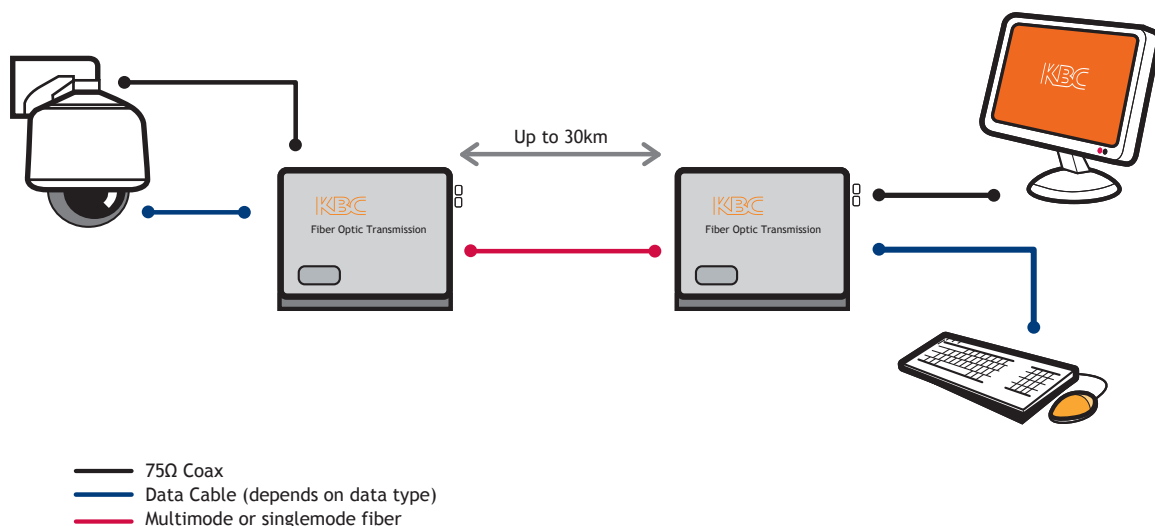 KBC
Up to 30km
KBC
Fiber Optic Transmission
KBC
Fiber Optic Transmission
75Ω Coax
Data Cable (depends on data type)
Multimode or singlemode fiber